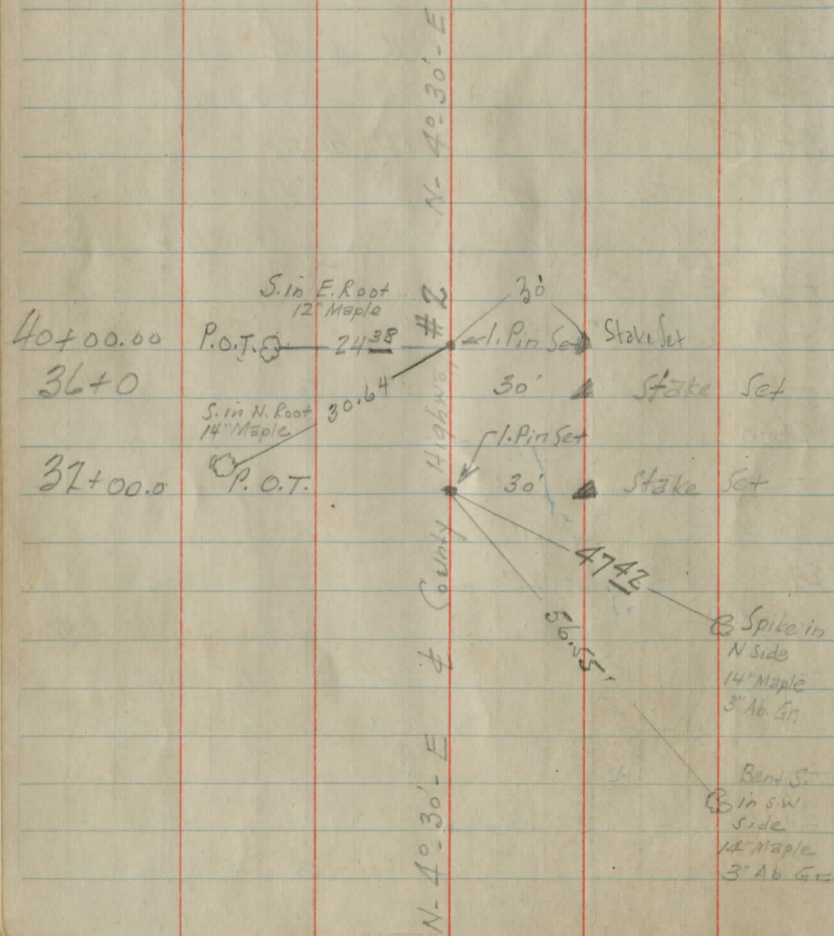 N- 4º-30'- E
30'
S. in E. Root
12" Maple
#2
40+00.00 P.O.T. 24 38 I. Pin Set Stake Set
36+0 30' Stake Set
30.64
S. in N. Root
14" Maple
I. Pin Set
32+00.0 P.O.T. 30' Stake Set
County Highway
47 42
56.55'
Spike in
N Side
14" Maple
3" Ab. Gr.
N- 4º-30'- E
Bent S.
in S.W
Side
14" Maple
3" Ab Gr